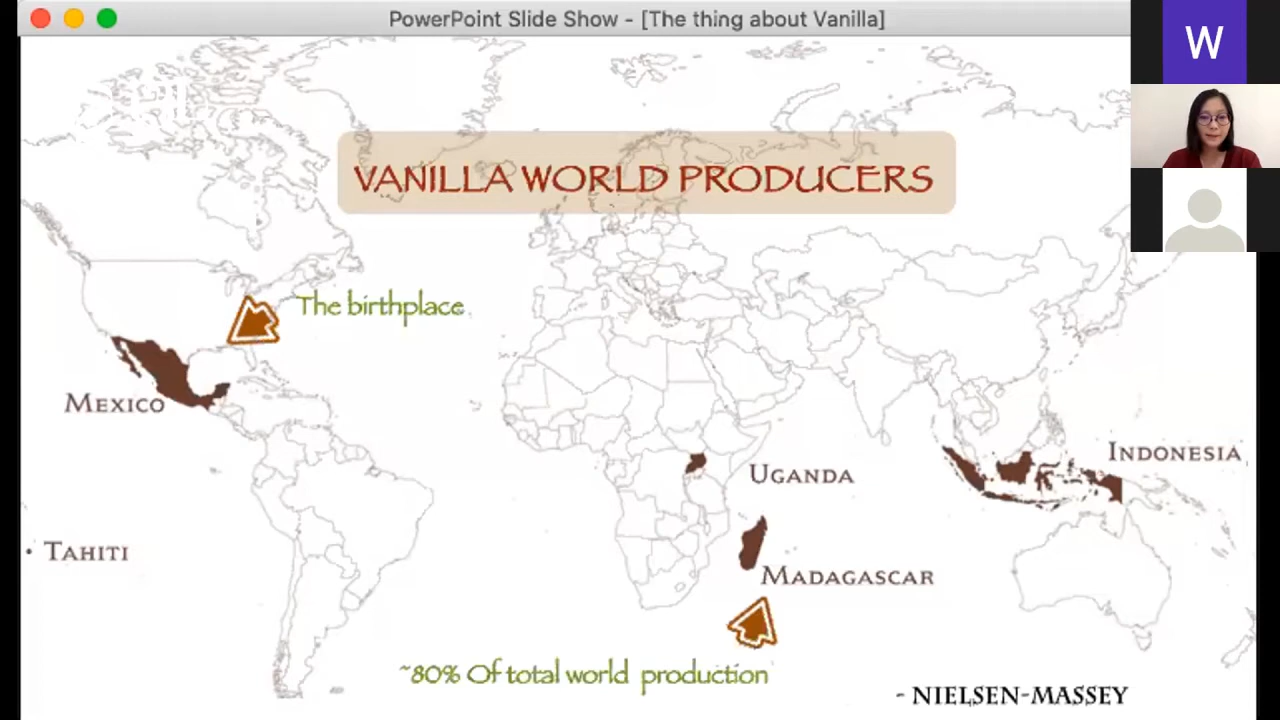 PowerPoint Slide Show - [The thing about Vanilla]
W
VANILLA WORLD PRODUCERS
The birthplace
MEXICO
INDONESIA
UGANDA
TAHITI
MADAGASCAR
~80% Of total world production
- NIELSEN-MASSEY